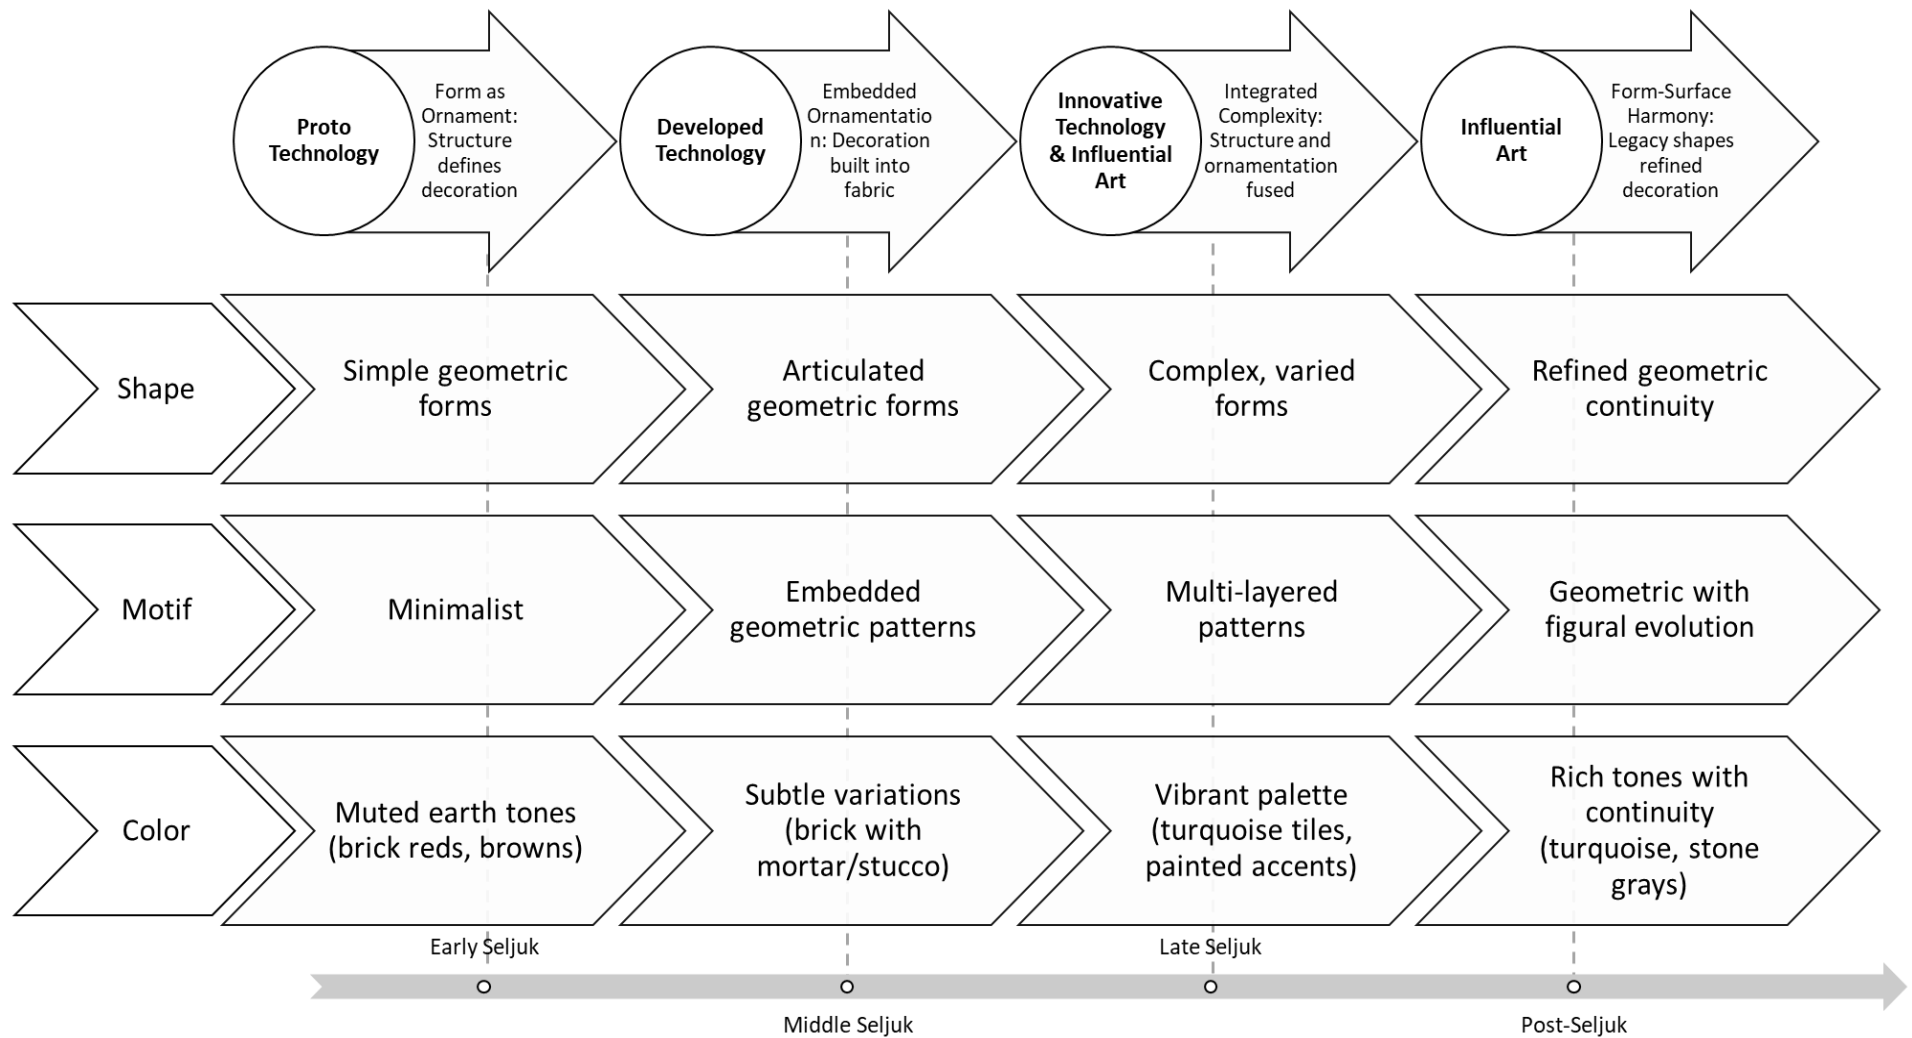 Proto
Technology
Form as
Ornament:
Structure
defines
decoration
Developed
Technology
Embedded
Ornamentatio
n: Decoration
built into
fabric
Innovative
Technology
& Influential
Art
Integrated
Complexity:
Structure and
ornamentation
fused
Influential
Art
Form-Surface
Harmony:
Legacy shapes
refined
decoration
Shape
Simple geometric
forms
Articulated
geometric forms
Complex, varied
forms
Refined geometric
continuity
Motif
Minimalist
Embedded
geometric patterns
Multi-layered
patterns
Geometric with
figural evolution
Color
Muted earth tones
(brick reds, browns)
Subtle variations
(brick with
mortar/stucco)
Vibrant palette
(turquoise tiles,
painted accents)
Rich tones with
continuity
(turquoise, stone
grays)
Early Seljuk
Middle Seljuk
Late Seljuk
Post-Seljuk